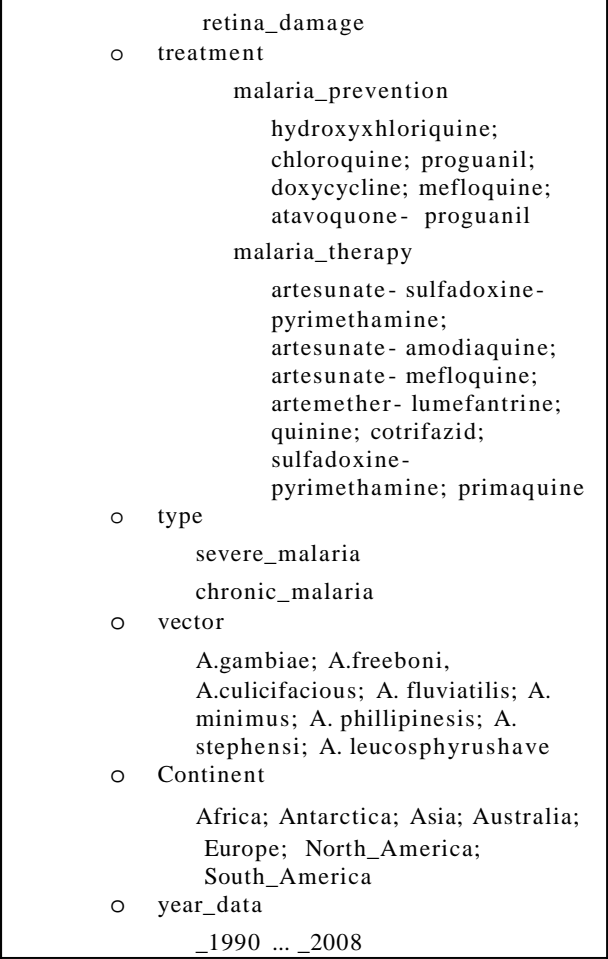 retina_damage
o treatment
malaria_prevention
hydroxyxhloriquine;
chloroquine; proguanil;
doxycycline; mefloquine;
atavoquone- proguanil
malaria_therapy
artesunate- sulfadoxine-
pyrimethamine;
artesunate- amodiaquine;
artesunate- mefloquine;
artemether- lumefantrine;
quinine; cotrifazid;
sulfadoxine-
pyrimethamine; primaquine
o type
severe_malaria
chronic_malaria
o vector
A.gambiae; A.freeboni,
A.culicifacious; A. fluviatilis; A.
minimus; A. phillipinesis; A.
stephensi; A. leucosphyrushave
o Continent
Africa; Antarctica; Asia; Australia;
Europe; North_America;
South_America
o year_data
_1990 ... _2008